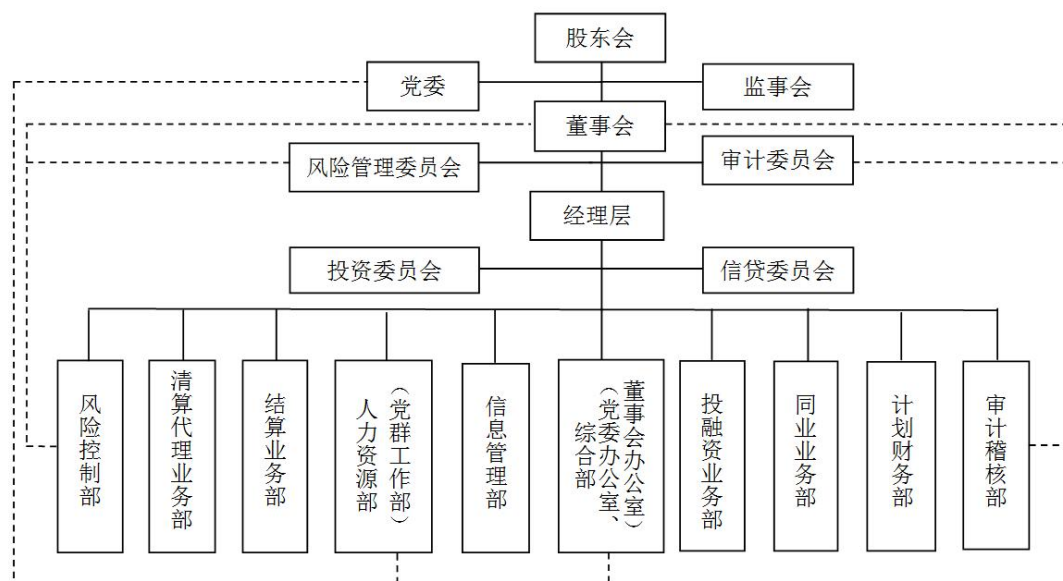 股东会
党委
监事会
董事会
风险管理委员会
审计委员会
经理层
投资委员会
信贷委员会
风险控制部
清算代理业务部
结算业务部
人力资源部
（党群工作部）
信息管理部
综合部
（党委办公室、
董事会办公室）
投融资业务部
同业业务部
计划财务部
审计稽核部